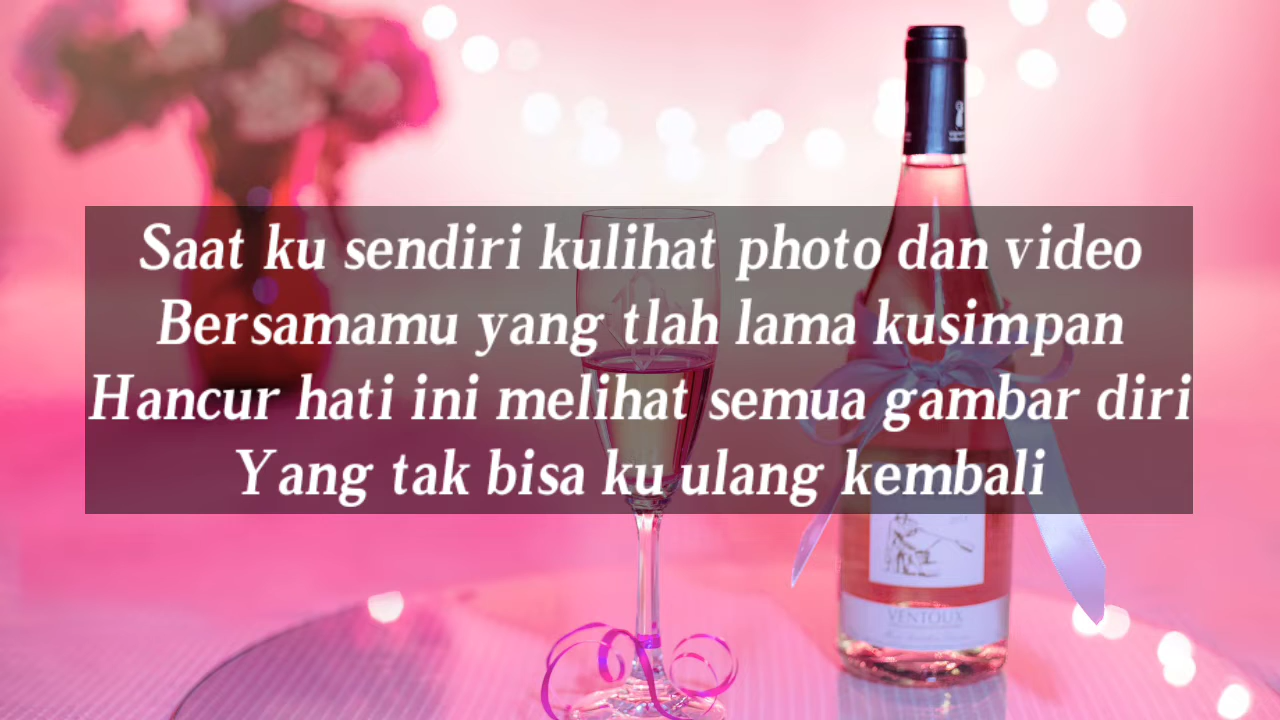 Saat ku sendiri kulihat photo dan video
Bersamamu yang tlah lama kusimpan
Hancur hati ini melihat semua gambar diri
Yang tak bisa ku ulang kembali
VENTOUX